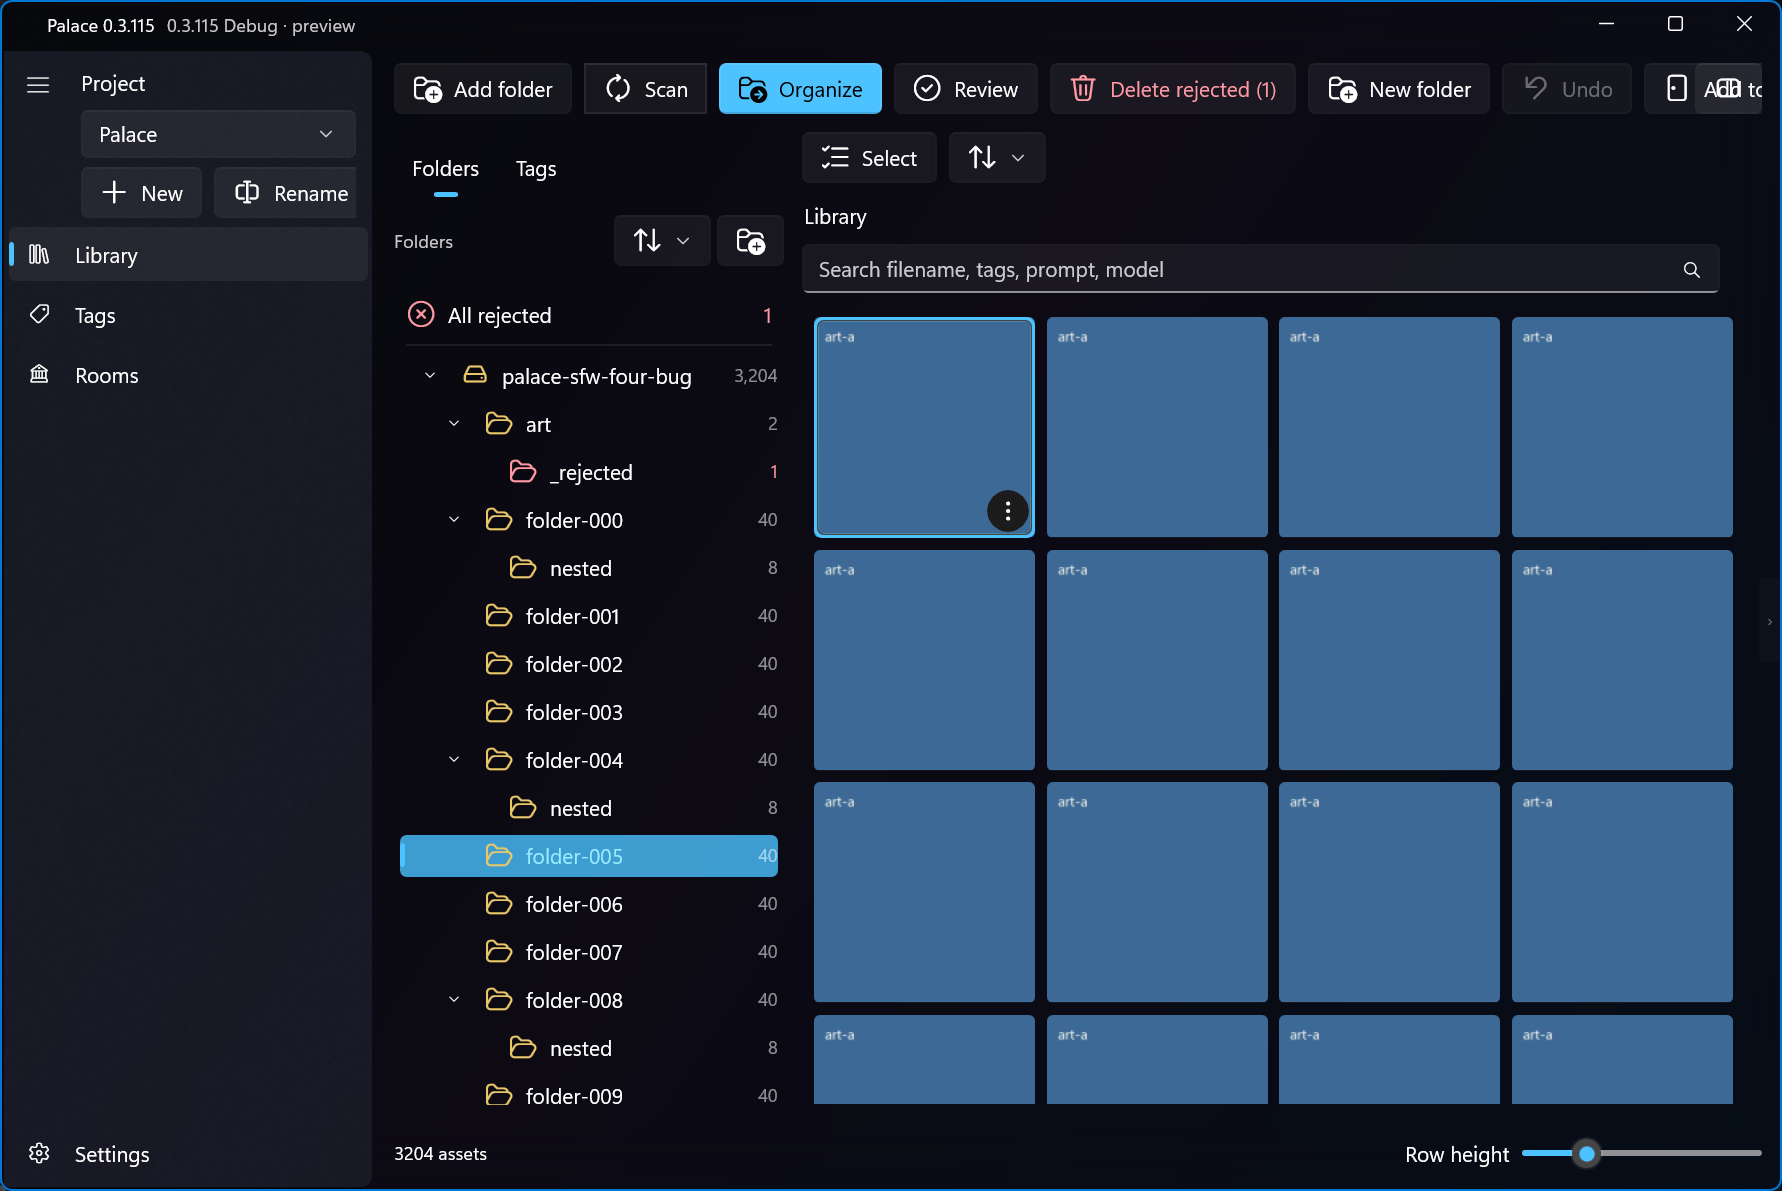 Palace 0.3.115 0.3.115 Debug · preview
Project
Palace
New Rename
Library
Tags
Rooms
Settings
Add folder Scan Organize Review Delete rejected (1) New folder Undo
Folders Tags
Folders
All rejected 1
palace-sfw-four-bug 3,204
art 2
_rejected 1
folder-000 40
nested 8
folder-001 40
folder-002 40
folder-003 40
folder-004 40
nested 8
folder-005 40
folder-006 40
folder-007 40
folder-008 40
nested 8
folder-009 40
3204 assets
Select
Library
Search filename, tags, prompt, model
art-a art-a art-a art-a
art-a art-a art-a art-a
art-a art-a art-a art-a
art-a art-a art-a art-a
Row height